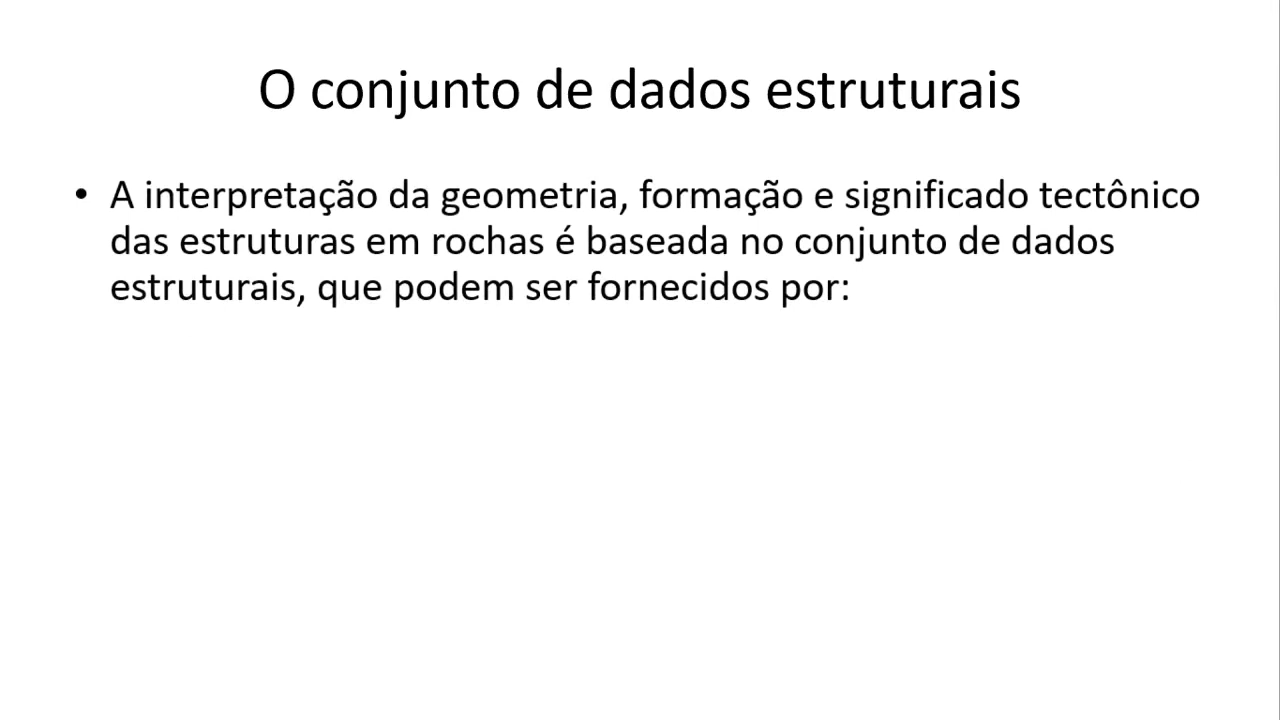 O conjunto de dados estruturais
• A interpretação da geometria, formação e significado tectônico
das estruturas em rochas é baseada no conjunto de dados
estruturais, que podem ser fornecidos por: